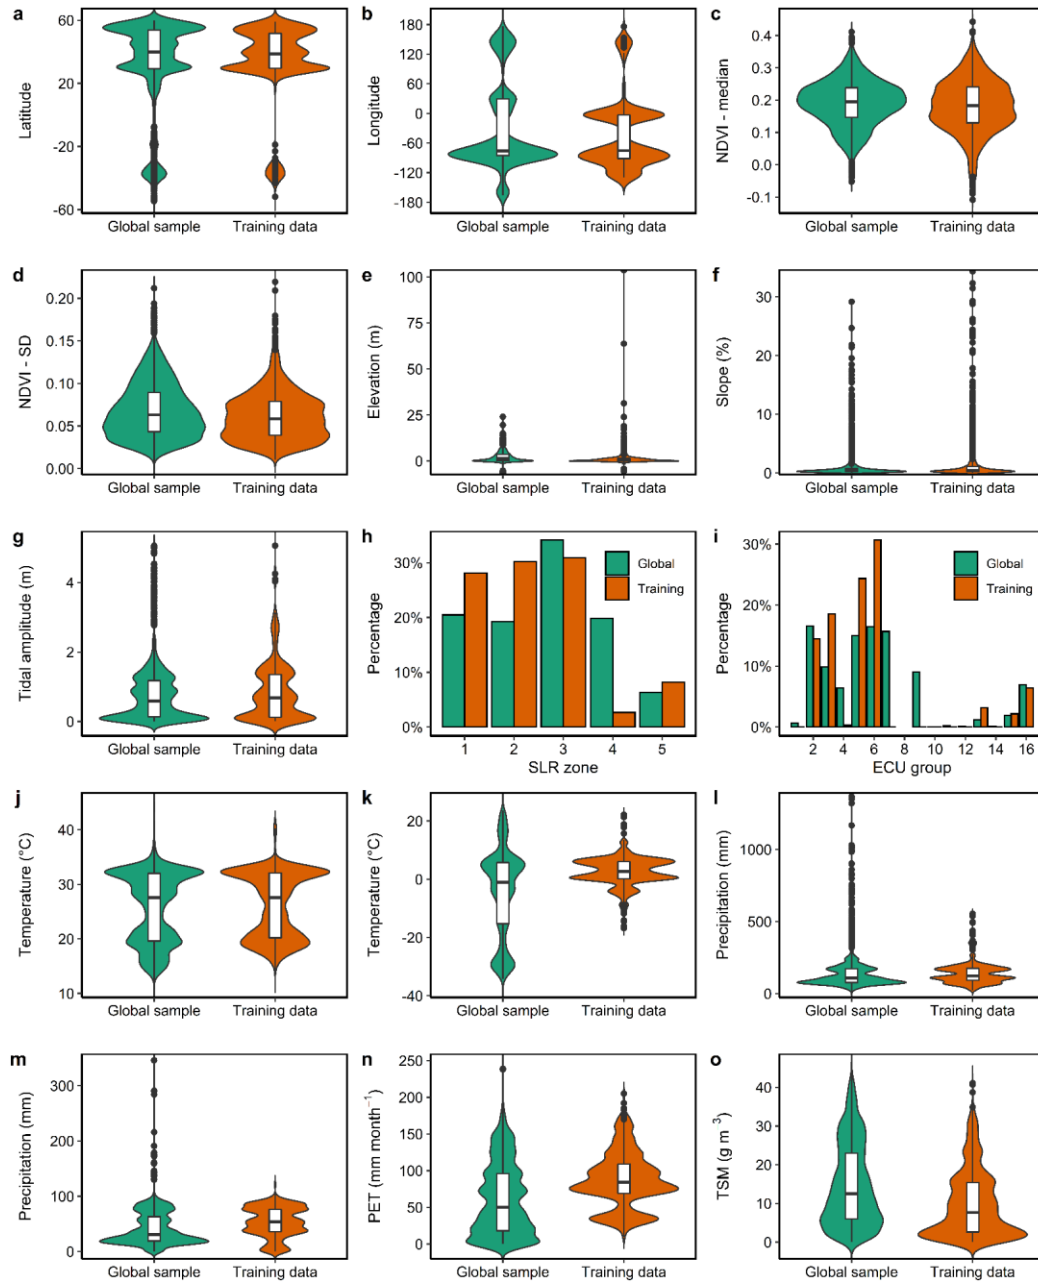 a
Latitude
60
20
-20
-60
Global sample Training data
b
Longitude
180
120
60
0
-60
-120
-180
Global sample Training data
c
NDVI - median
0.4
0.3
0.2
0.1
0.0
-0.1
Global sample Training data
d
NDVI - SD
0.20
0.15
0.10
0.05
0.00
Global sample Training data
e
Elevation (m)
100
75
50
25
0
Global sample Training data
f
Slope (%)
30
20
10
0
Global sample Training data
g
Tidal amplitude (m)
4
2
0
Global sample Training data
h
Percentage
30%
20%
10%
0%
Global
Training
1 2 3 4 5
SLR zone
i
Percentage
30%
20%
10%
0%
Global
Training
2 4 6 8 10 12 14 16
ECU group
j
Temperature (°C)
40
30
20
10
Global sample Training data
k
Temperature (°C)
20
0
-20
-40
Global sample Training data
l
Precipitation (mm)
1000
500
0
Global sample Training data
m
Precipitation (mm)
300
200
100
0
Global sample Training data
n
PET (mm month⁻¹)
250
200
150
100
50
0
Global sample Training data
o
TSM (g m ³)
40
30
20
10
0
Global sample Training data